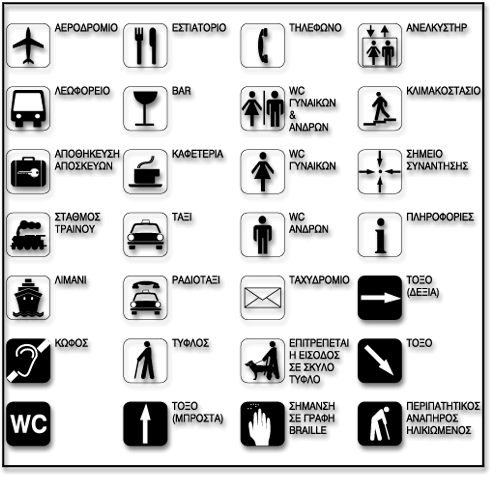 ΑΕΡΟΔΡΟΜΙΟ
ΕΣΤΙΑΤΟΡΙΟ
ΤΗΛΕΦΩΝΟ
ΑΝΕΛΚΥΣΤΗΡ
ΛΕΩΦΟΡΕΙΟ
BAR
WC
ΓΥΝΑΙΚΩΝ
&
ΑΝΔΡΩΝ
ΚΛΙΜΑΚΟΣΤΑΣΙΟ
ΑΠΟΘΗΚΕΥΣΗ
ΑΠΟΣΚΕΥΩΝ
ΚΑΦΕΤΕΡΙΑ
WC
ΓΥΝΑΙΚΩΝ
ΣΗΜΕΙΟ
ΣΥΝΑΝΤΗΣΗΣ
ΣΤΑΘΜΟΣ
ΤΡΑΙΝΟΥ
ΤΑΞΙ
WC
ΑΝΔΡΩΝ
i
ΠΛΗΡΟΦΟΡΙΕΣ
ΛΙΜΑΝΙ
ΡΑΔΙΟΤΑΞΙ
ΤΑΧΥΔΡΟΜΙΟ
ΤΟΞΟ
(ΔΕΞΙΑ)
ΚΩΦΟΣ
ΤΥΦΛΟΣ
ΕΠΙΤΡΕΠΕΤΑΙ
Η ΕΙΣΟΔΟΣ
ΣΕ ΣΚΥΛΟ
ΤΥΦΛΟ
ΤΟΞΟ
WC
ΤΟΞΟ
(ΜΠΡΟΣΤΑ)
ΣΗΜΑΝΣΗ
ΣΕ ΓΡΑΦΗ
BRAILLE
ΠΕΡΙΠΑΤΗΤΙΚΟΣ
ΑΝΑΠΗΡΟΣ
ΗΛΙΚΙΩΜΕΝΟΣ